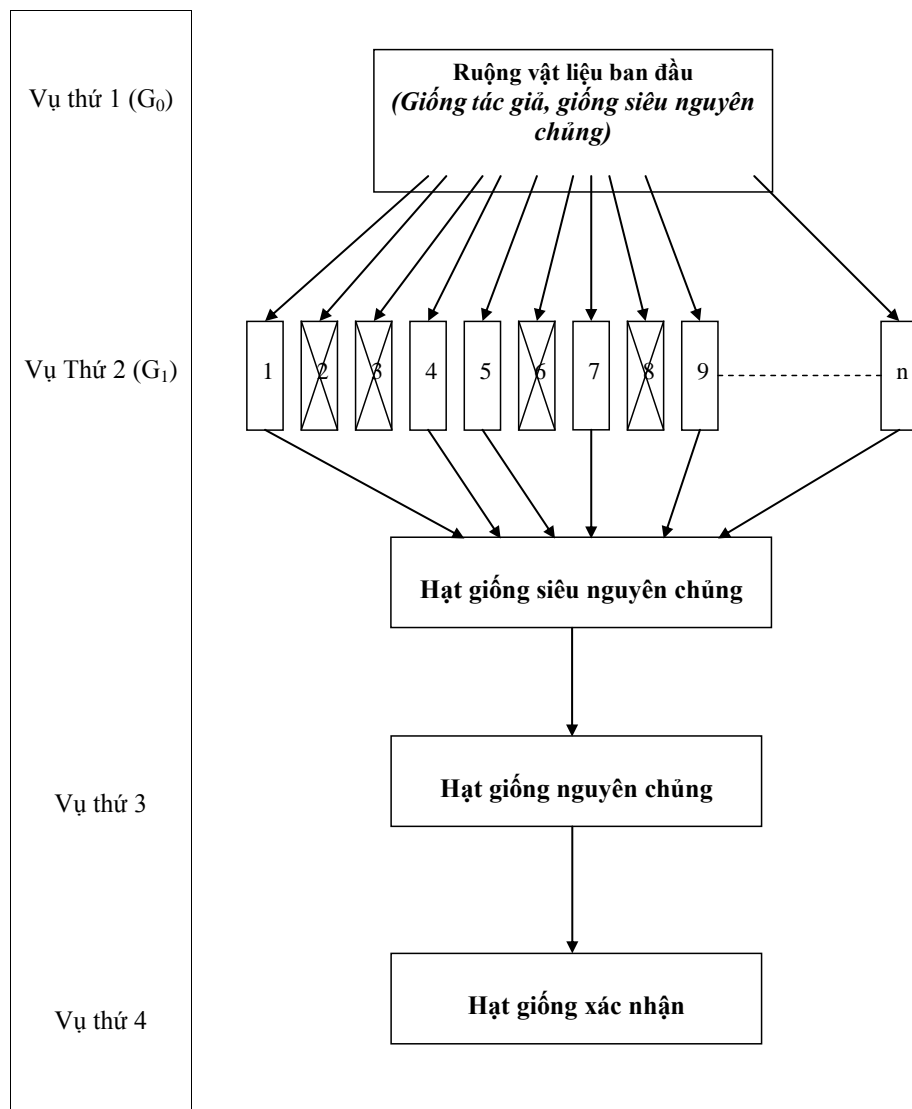 Ruộng vật liệu ban đầu
(Giống tác giả, giống siêu nguyên
chủng)
Vụ thứ 1 (G₀)
Vụ Thứ 2 (G₁)
1 2 3 4 5 6 7 8 9 n
Hạt giống siêu nguyên chủng
Hạt giống nguyên chủng
Vụ thứ 3
Hạt giống xác nhận
Vụ thứ 4